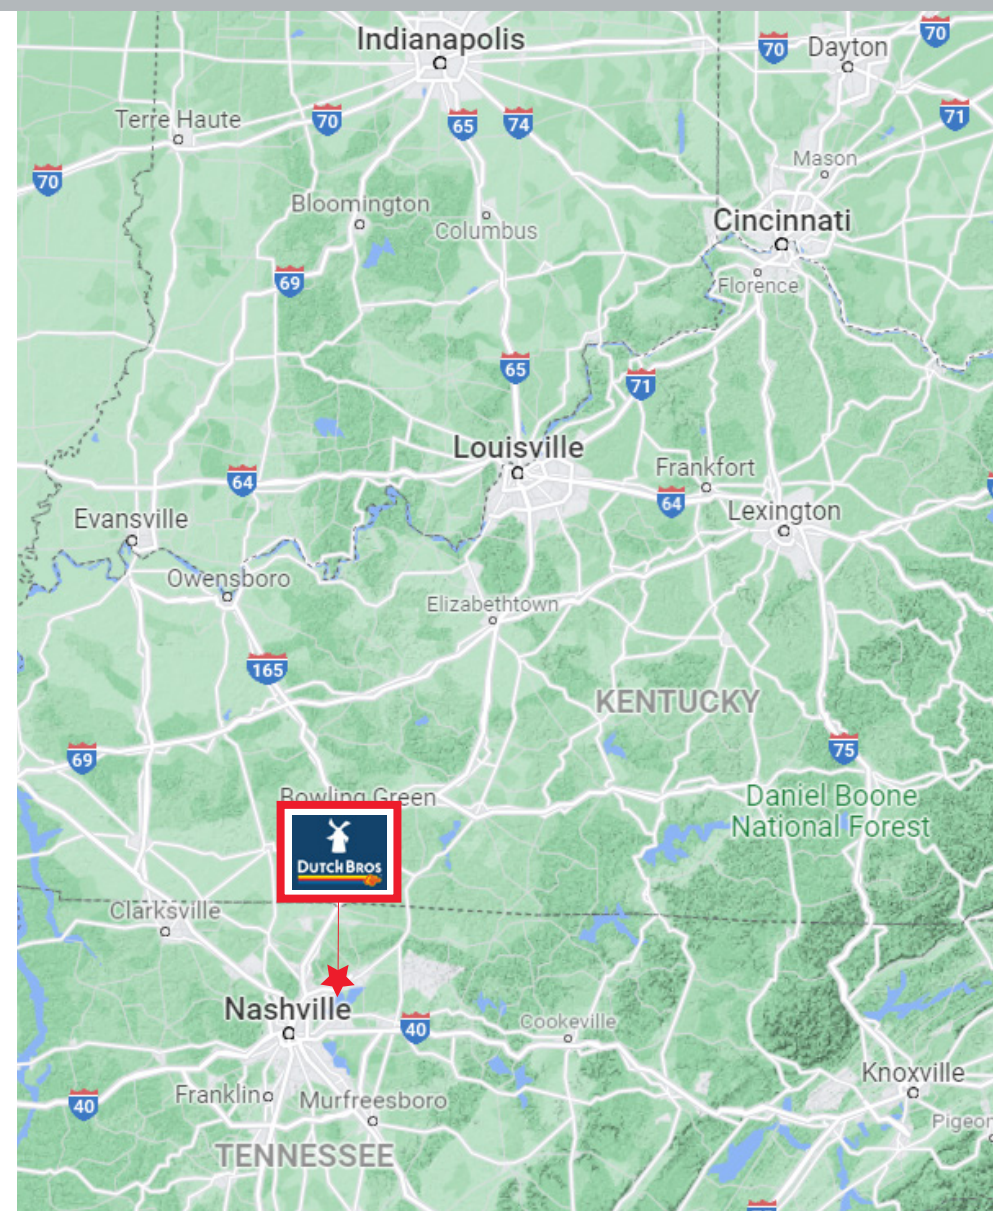 Indianapolis
70
Dayton
70
Terre Haute
70
65
74
71
70
Mason
Bloomington
Columbus
Cincinnati
69
Florence
65
71
Louisville
Frankfort
64
64
Evansville
Lexington
Owensboro
Elizabethtown
165
KENTUCKY
69
75
Bowling Green
Daniel Boone
National Forest
DUTCH BROS
Clarksville
Nashville
40
Cookeville
Knoxville
40
Franklin
Murfreesboro
Pigeon
TENNESSEE